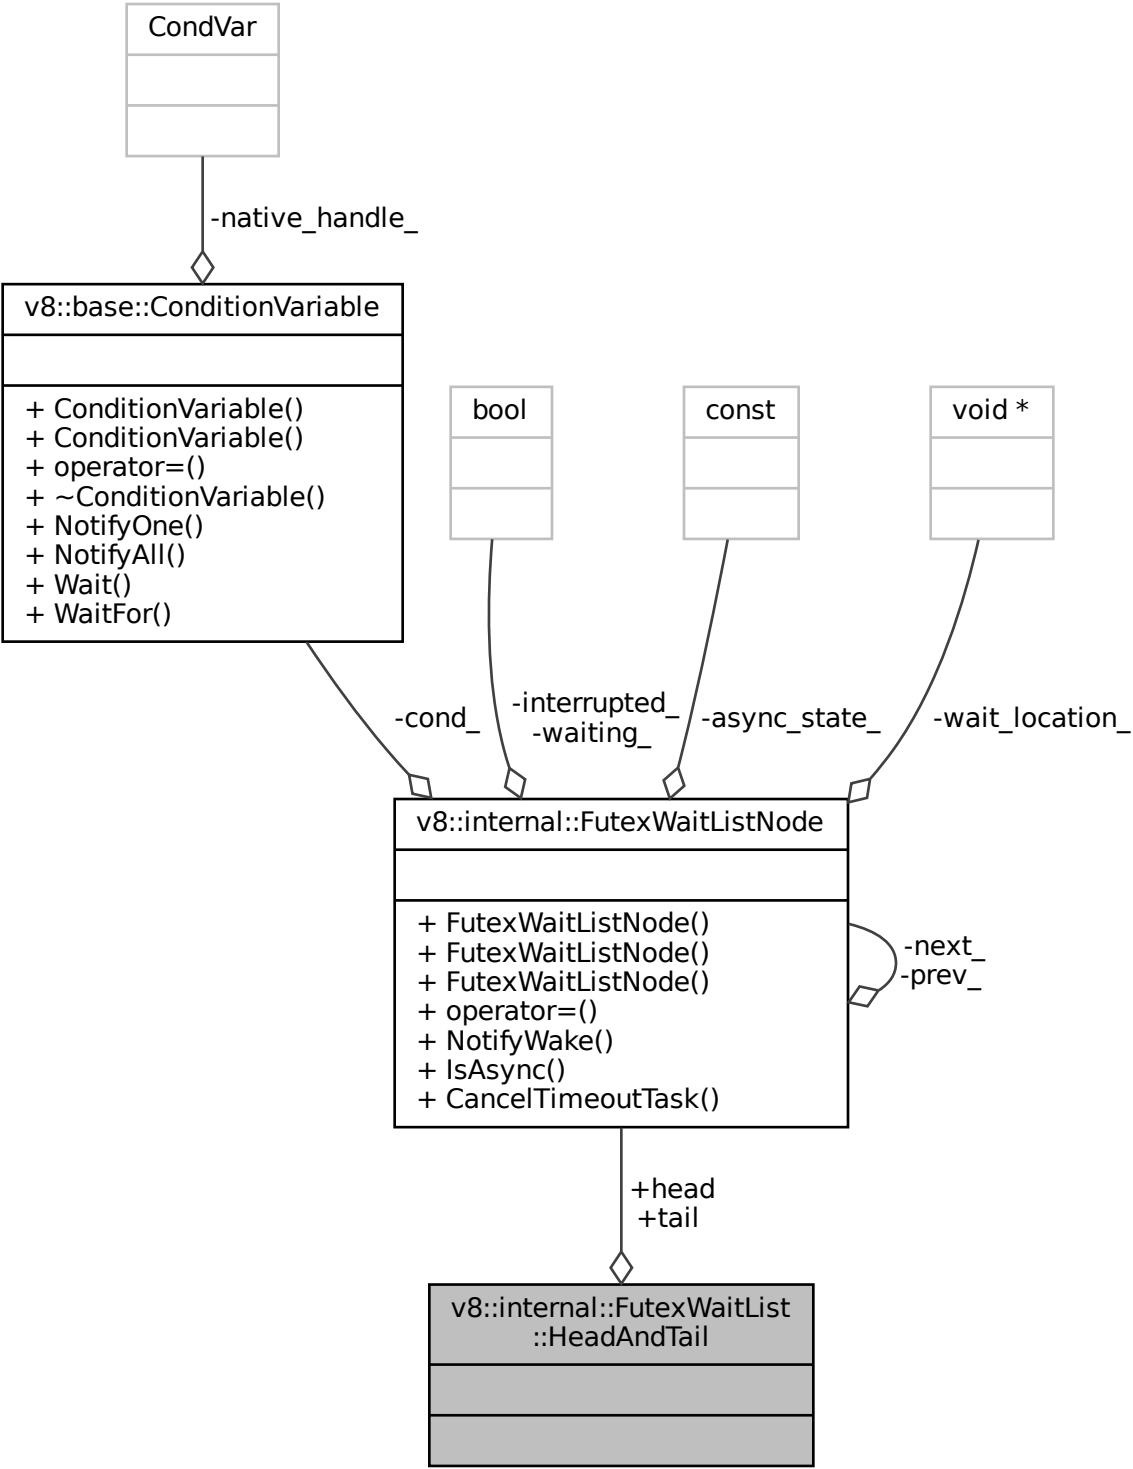 CondVar
-native_handle_
v8::base::ConditionVariable
+ ConditionVariable()
+ ConditionVariable()
+ operator=()
+ ~ConditionVariable()
+ NotifyOne()
+ NotifyAll()
+ Wait()
+ WaitFor()
bool
const
void *
-cond_
-interrupted_
-waiting_
-async_state_
-wait_location_
v8::internal::FutexWaitListNode
+ FutexWaitListNode()
+ FutexWaitListNode()
+ FutexWaitListNode()
+ operator=()
+ NotifyWake()
+ IsAsync()
+ CancelTimeoutTask()
-next_
-prev_
+head
+tail
v8::internal::FutexWaitList
::HeadAndTail